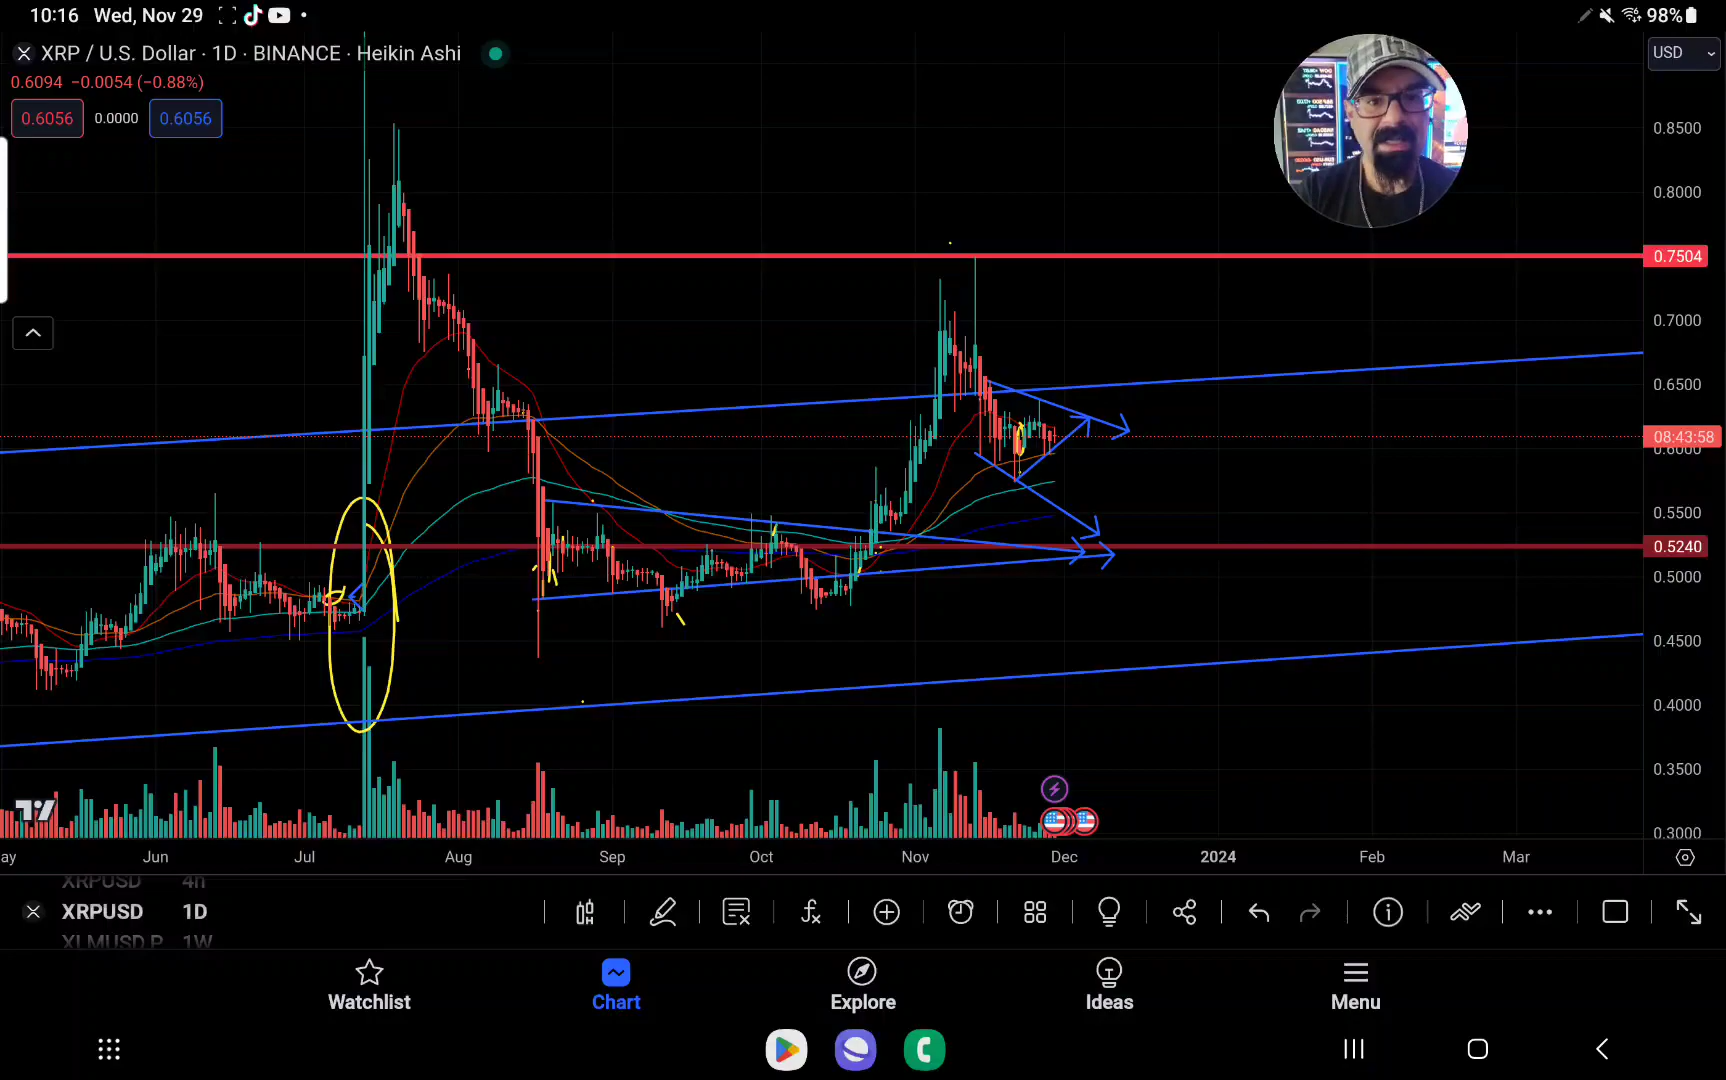 10:16 Wed, Nov 29 98%
XRP / U.S. Dollar · 1D · BINANCE · Heikin Ashi
USD
0.6094 −0.0054 (−0.88%)
0.6056 0.0000 0.6056
0.8500
0.8000
0.7504
0.7000
0.6500
08:43:58
0.6000
0.5500
0.5240
0.5000
0.4500
0.4000
0.3500
0.3000
ay Jun Jul Aug Sep Oct Nov Dec 2024 Feb Mar
XRPUSD 4h
XRPUSD 1D
XLMUSD.P 1W
Watchlist Chart Explore Ideas Menu